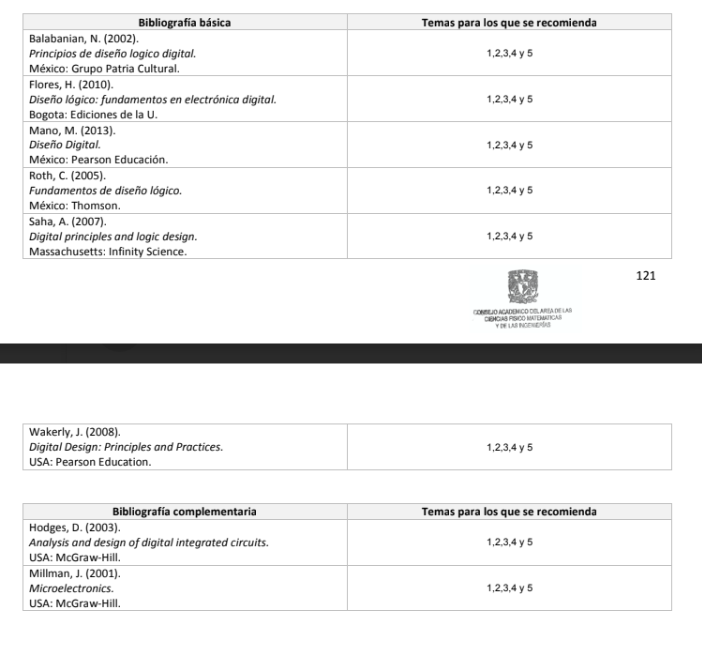 Bibliografía básica Temas para los que se recomienda
Balabanian, N. (2002).
Principios de diseño logico digital.
México: Grupo Patria Cultural.
1,2,3,4 y 5
Flores, H. (2010).
Diseño lógico: fundamentos en electrónica digital.
Bogota: Ediciones de la U.
1,2,3,4 y 5
Mano, M. (2013).
Diseño Digital.
México: Pearson Educación.
1,2,3,4 y 5
Roth, C. (2005).
Fundamentos de diseño lógico.
México: Thomson.
1,2,3,4 y 5
Saha, A. (2007).
Digital principles and logic design.
Massachusetts: Infinity Science.
1,2,3,4 y 5
121
CONSEJO ACADÉMICO DEL ÁREA DE LAS
CIENCIAS FÍSICO MATEMÁTICAS
Y DE LAS INGENIERÍAS
Wakerly, J. (2008).
Digital Design: Principles and Practices.
USA: Pearson Education.
1,2,3,4 y 5
Bibliografía complementaria Temas para los que se recomienda
Hodges, D. (2003).
Analysis and design of digital integrated circuits.
USA: McGraw-Hill.
1,2,3,4 y 5
Millman, J. (2001).
Microelectronics.
USA: McGraw-Hill.
1,2,3,4 y 5